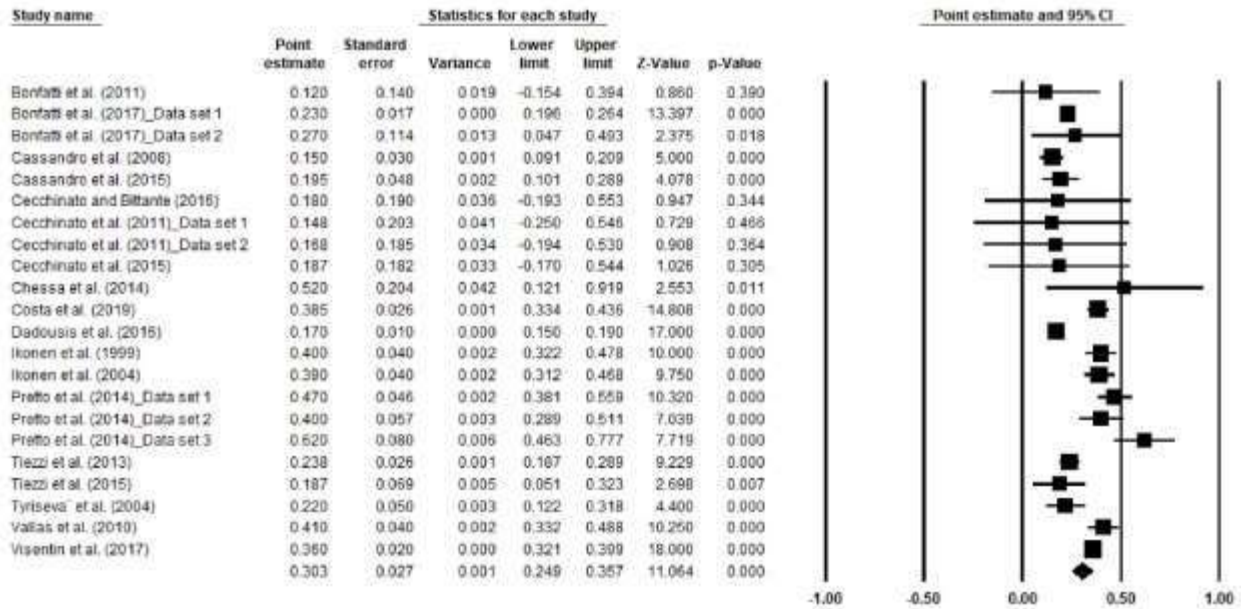 Study name Statistics for each study Point estimate and 95% CI
Point Standard Lower Upper
estimate error Variance limit limit Z-Value p-Value
Bonfatti et al. (2011) 0.120 0.140 0.019 -0.154 0.394 0.860 0.390
Bonfatti et al. (2017)_Data set 1 0.230 0.017 0.000 0.196 0.264 13.397 0.000
Bonfatti et al. (2017)_Data set 2 0.270 0.114 0.013 0.047 0.493 2.375 0.018
Cassandro et al. (2008) 0.150 0.030 0.001 0.091 0.209 5.000 0.000
Cassandro et al. (2015) 0.195 0.048 0.002 0.101 0.289 4.078 0.000
Cecchinato and Bittante (2016) 0.180 0.190 0.036 -0.193 0.553 0.947 0.344
Cecchinato et al. (2011)_Data set 1 0.148 0.203 0.041 -0.250 0.546 0.729 0.466
Cecchinato et al. (2011)_Data set 2 0.168 0.185 0.034 -0.194 0.530 0.908 0.364
Cecchinato et al. (2015) 0.187 0.182 0.033 -0.170 0.544 1.026 0.305
Chessa et al. (2014) 0.520 0.204 0.042 0.121 0.919 2.553 0.011
Costa et al. (2019) 0.385 0.026 0.001 0.334 0.436 14.808 0.000
Dadousis et al. (2016) 0.170 0.010 0.000 0.150 0.190 17.000 0.000
Ikonen et al. (1999) 0.400 0.040 0.002 0.322 0.478 10.000 0.000
Ikonen et al. (2004) 0.390 0.040 0.002 0.312 0.468 9.750 0.000
Pretto et al. (2014)_Data set 1 0.470 0.046 0.002 0.381 0.559 10.320 0.000
Pretto et al. (2014)_Data set 2 0.400 0.057 0.003 0.289 0.511 7.039 0.000
Pretto et al. (2014)_Data set 3 0.620 0.080 0.006 0.463 0.777 7.719 0.000
Tiezzi et al. (2013) 0.238 0.026 0.001 0.187 0.289 9.229 0.000
Tiezzi et al. (2015) 0.187 0.069 0.005 0.051 0.323 2.698 0.007
Tyriseva¨ et al. (2004) 0.220 0.050 0.003 0.122 0.318 4.400 0.000
Vallas et al. (2010) 0.410 0.040 0.002 0.332 0.488 10.250 0.000
Visentin et al. (2017) 0.360 0.020 0.000 0.321 0.399 18.000 0.000
0.303 0.027 0.001 0.249 0.357 11.064 0.000
-1.00 -0.50 0.00 0.50 1.00